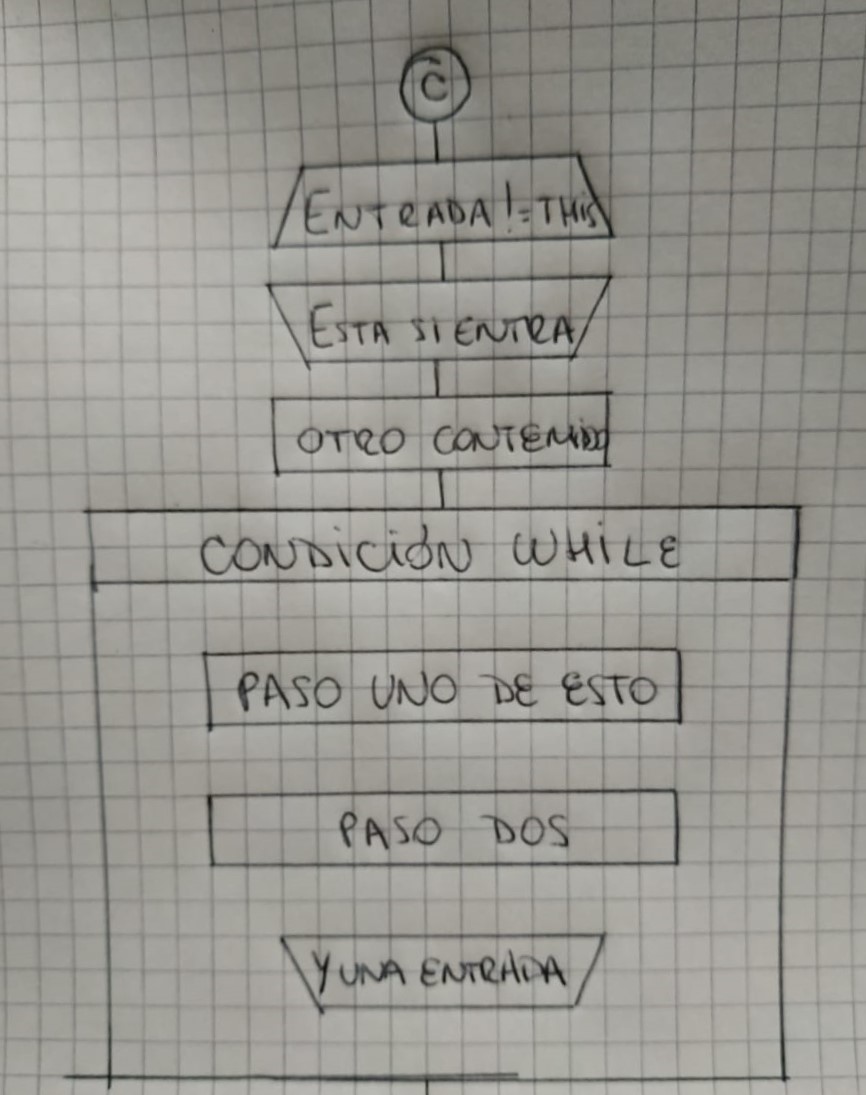 C
ENTRADA != THIS
ESTA SI ENTRA
OTRO CONTENIDO
CONDICIÓN WHILE
PASO UNO DE ESTO
PASO DOS
Y UNA ENTRADA